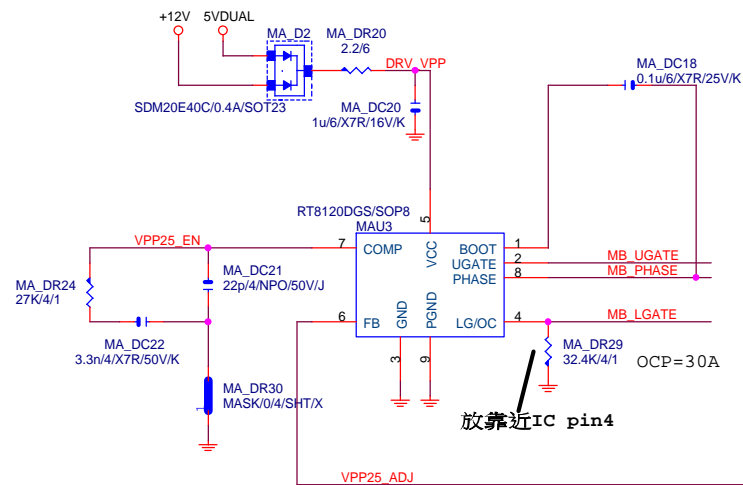 +12V
5VDUAL
MA_D2
MA_DR20
2.2/6
DRV_VPP
SDM20E40C/0.4A/SOT23
MA_DC20
1u/6/X7R/16V/K
MA_DC18
0.1u/6/X7R/25V/K
RT8120DGS/SOP8
MAU3
5
VCC
VPP25_EN
7
COMP
BOOT
1
UGATE
2
MB_UGATE
PHASE
8
MB_PHASE
MA_DR24
27K/4/1
MA_DC21
22p/4/NPO/50V/J
6
FB
GND
PGND
LG/OC
4
MB_LGATE
MA_DC22
3.3n/4/X7R/50V/K
3
9
MA_DR29
32.4K/4/1
OCP=30A
MA_DR30
MASK/0/4/SHT/X
1
放靠近IC pin4
VPP25_ADJ